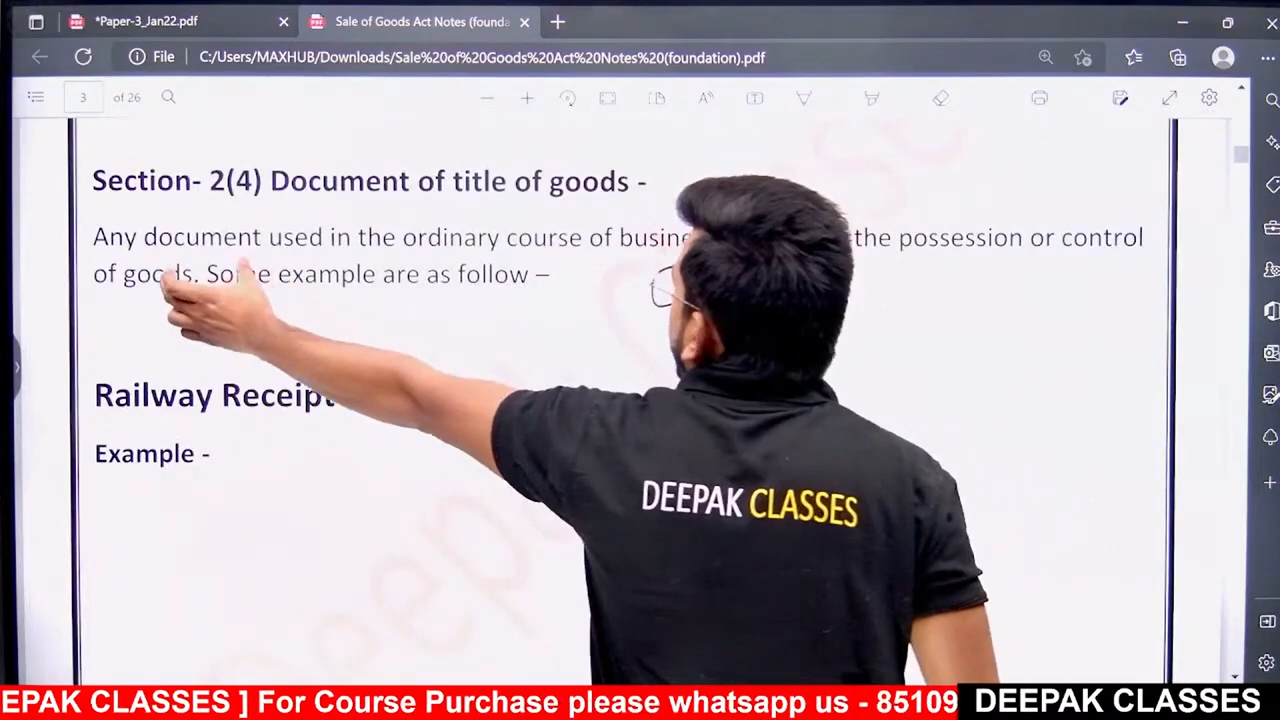 *Paper-3_Jan22.pdf
Sale of Goods Act Notes (founda
File
C:/Users/MAXHUB/Downloads/Sale%20of%20Goods%20Act%20Notes%20(foundation).pdf
3 of 26
Section- 2(4) Document of title of goods -
Any document used in the ordinary course of the possession or control
of goods. Some example are as follow –
Railway Receipt
Example -
DEEPAK CLASSES
EPAK CLASSES ] For Course Purchase please whatsapp us - 85109
DEEPAK CLASSES